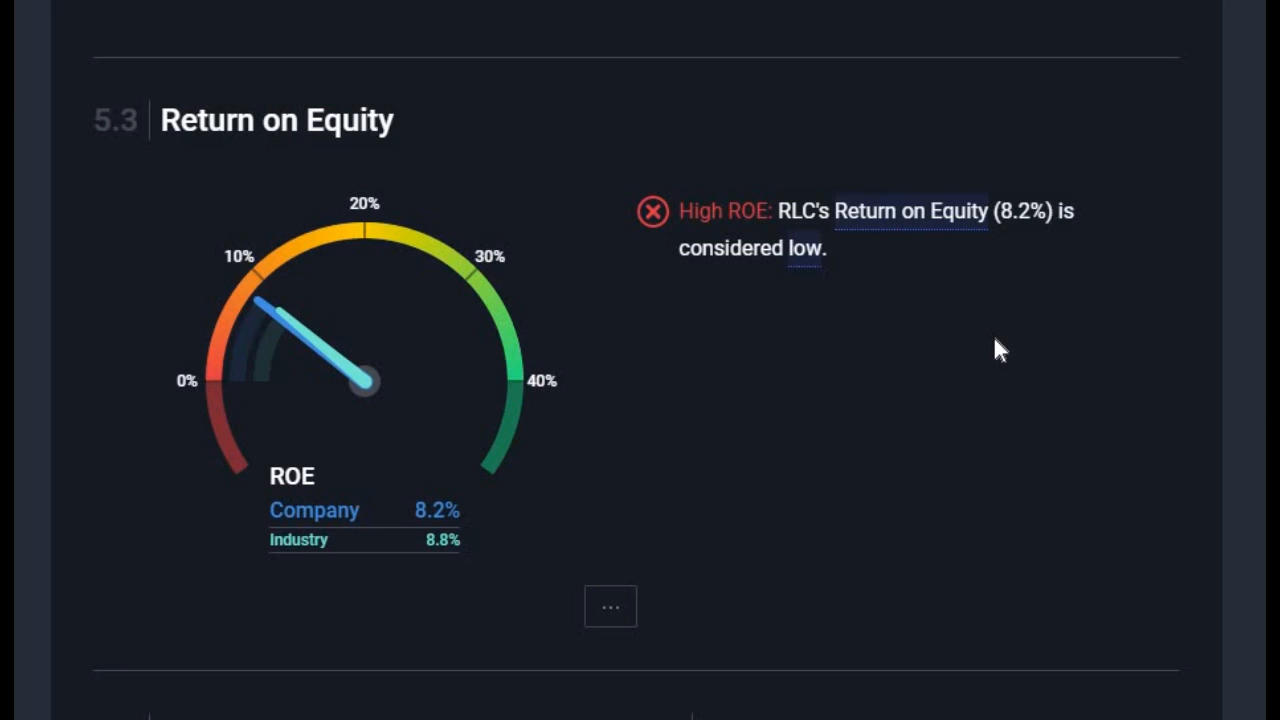 5.3 Return on Equity
20%
10%
30%
0%
40%
ROE
Company 8.2%
Industry 8.8%
High ROE: RLC's Return on Equity (8.2%) is
considered low.
...